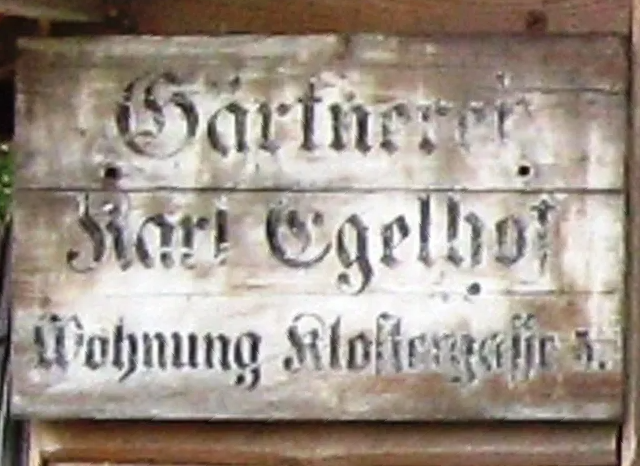 Gärtnerei
Karl Egelhof
Wohnung Klostergasse 5.